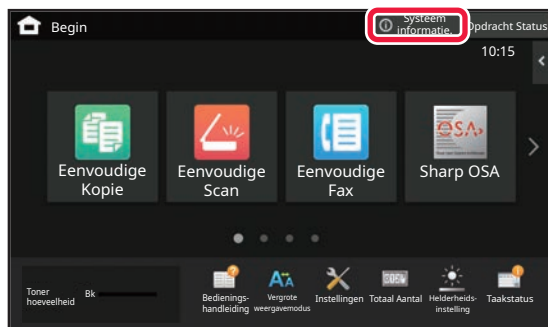 Begin
Systeem
informatie.
Opdracht Status
10:15
Eenvoudige
Kopie
Eenvoudige
Scan
Eenvoudige
Fax
OSA
Sharp OSA
Toner
hoeveelheid
Bk
Bedienings-
handleiding
Vergrote
weergavemodus
Instellingen
Totaal Aantal
Helderheids-
instelling
Taakstatus